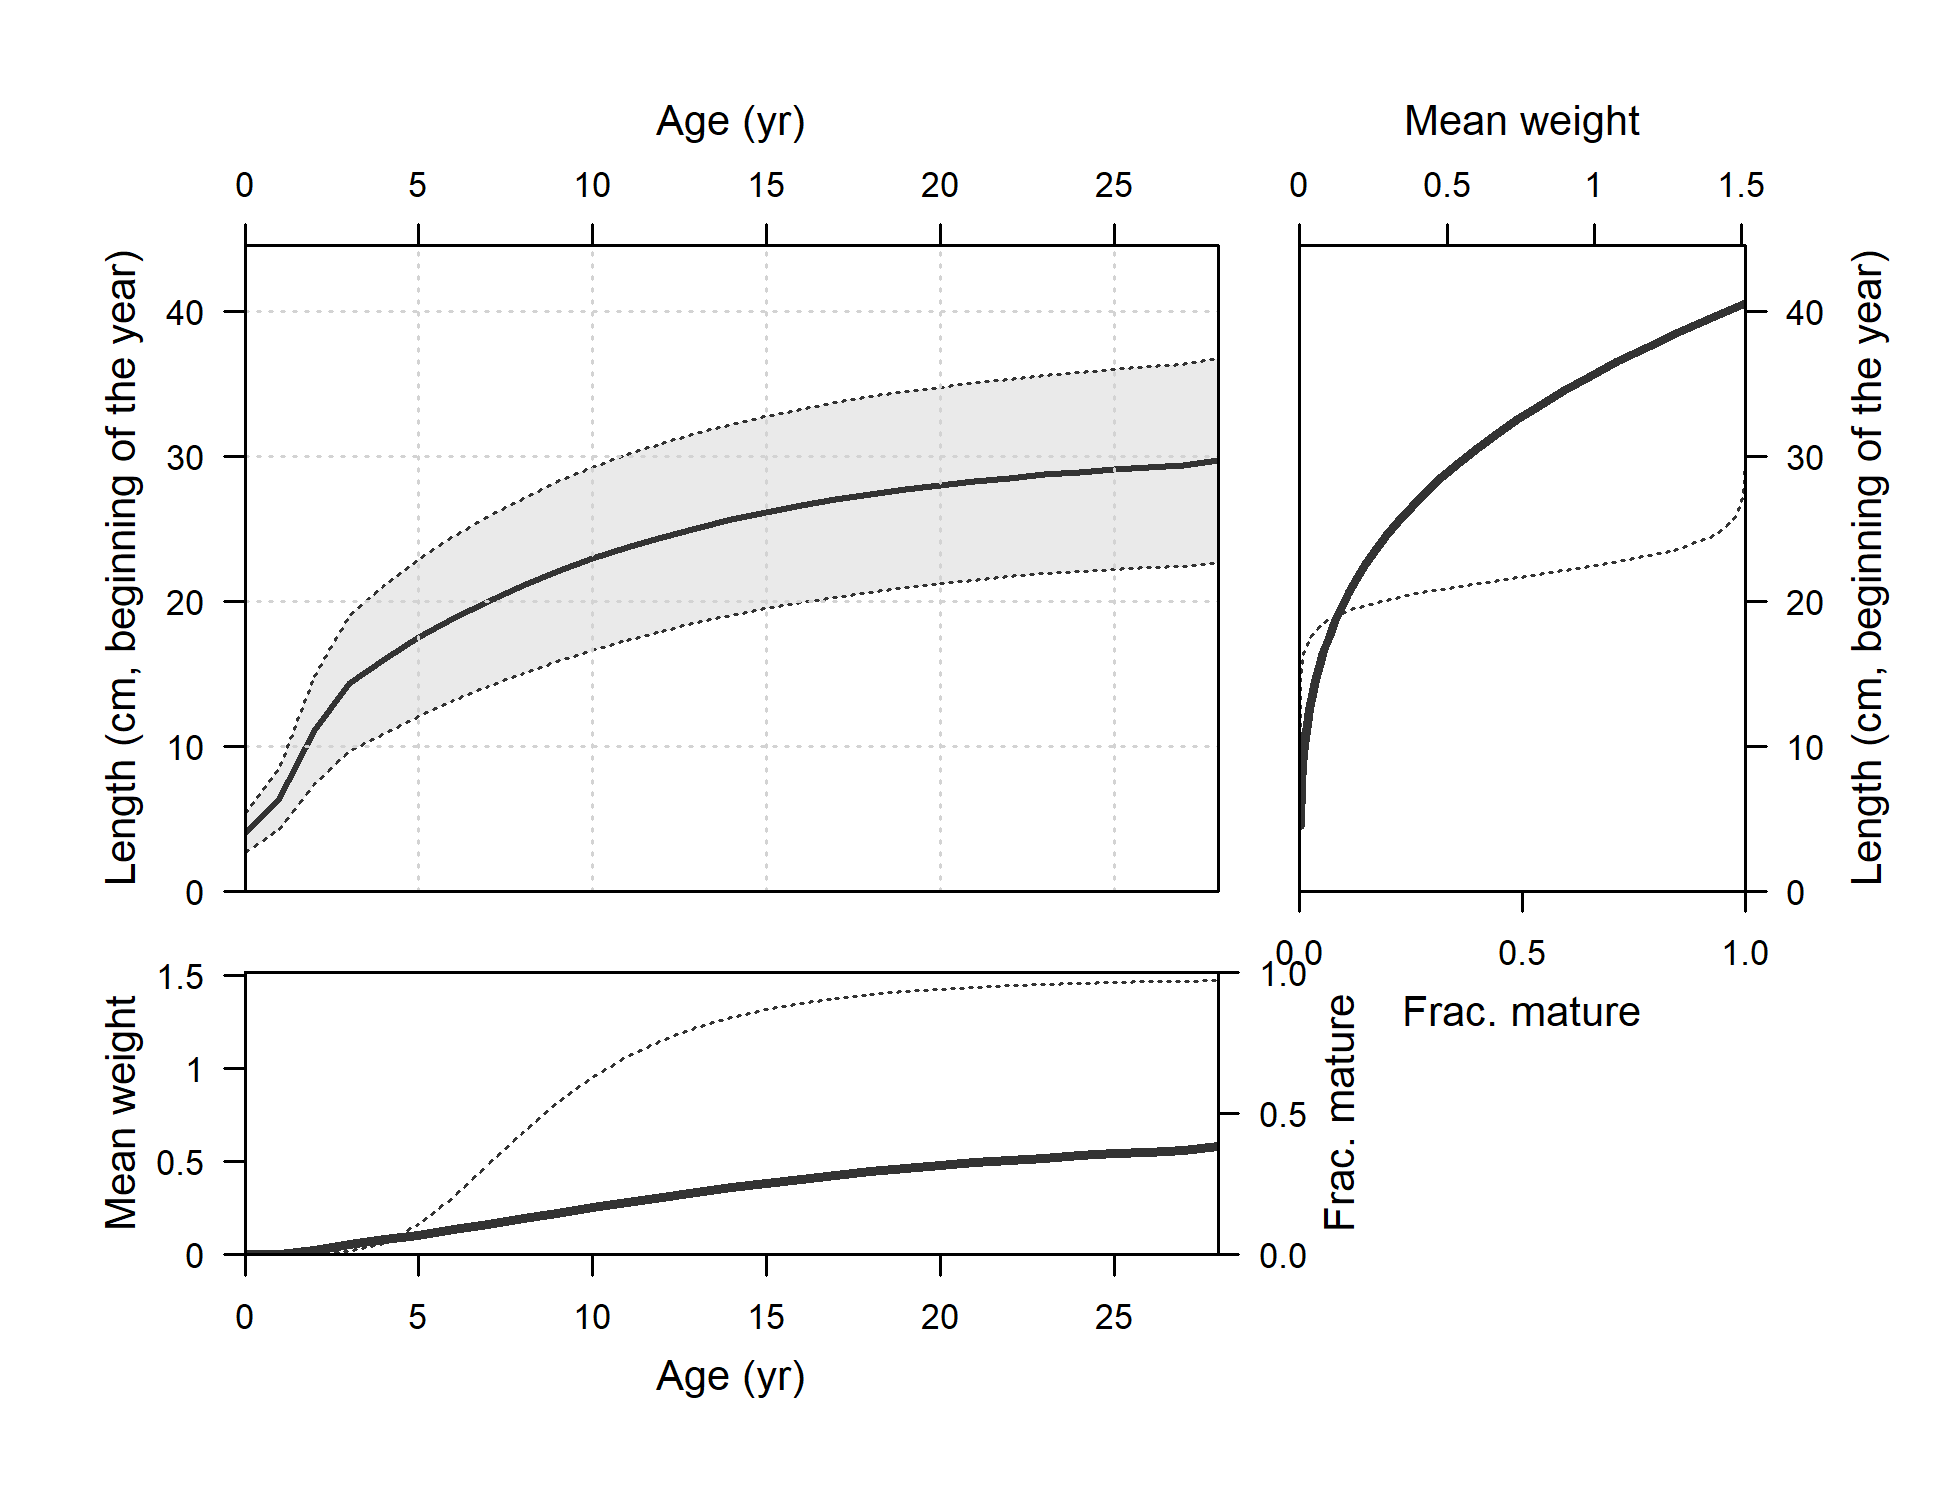 Age (yr)
0 5 10 15 20 25
Length (cm, beginning of the year)
40
30
20
10
0
Mean weight
0 0.5 1 1.5
40
30
20
10
0
Length (cm, beginning of the year)
0.0 0.5 1.0
Frac. mature
Mean weight
1.5
1
0.5
0
1.0
0.5
0.0
Frac. mature
0 5 10 15 20 25
Age (yr)